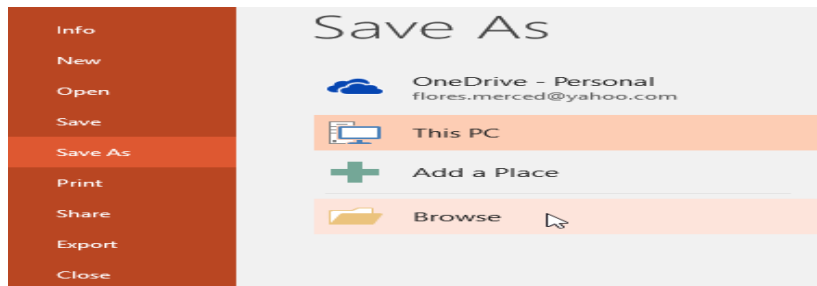 Info
New
Open
Save
Save As
Print
Share
Export
Close
Save As
OneDrive - Personal
flores.merced@yahoo.com
This PC
Add a Place
Browse